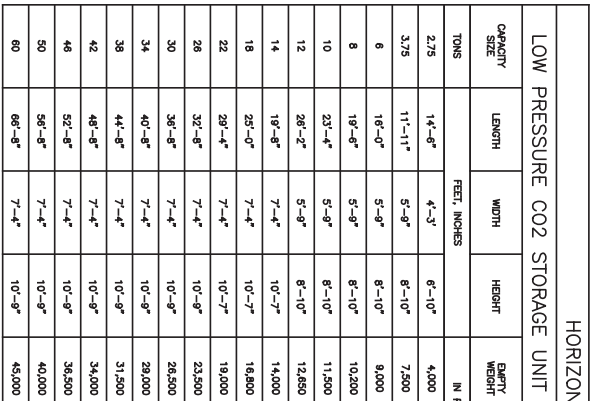 HORIZON
LOW PRESSURE CO2 STORAGE UNIT
CAPACITY SIZE LENGTH WIDTH HEIGHT EMPTY WEIGHT
TONS FEET, INCHES IN
2.75 14'-6" 4'-3' 6'-10" 4,000
3.75 11'-11" 5'-9" 8'-10" 7,500
6 16'-0" 5'-9" 8'-10" 9,000
8 19'-6" 5'-9" 8'-10" 10,200
10 23'-4" 5'-9" 8'-10" 11,500
12 26'-2" 5'-9" 8'-10" 12,650
14 19'-8" 7'-4" 10'-7" 14,000
18 25'-0" 7'-4" 10'-7" 16,800
22 29'-4" 7'-4" 10'-7" 19,000
26 32'-8" 7'-4" 10'-9" 23,500
30 36'-8" 7'-4" 10'-9" 26,500
34 40'-8" 7'-4" 10'-9" 29,000
38 44'-8" 7'-4" 10'-9" 31,500
42 48'-8" 7'-4" 10'-9" 34,000
46 52'-8" 7'-4" 10'-9" 36,500
50 56'-8" 7'-4" 10'-9" 40,000
60 66'-8" 7'-4" 10'-9" 45,000